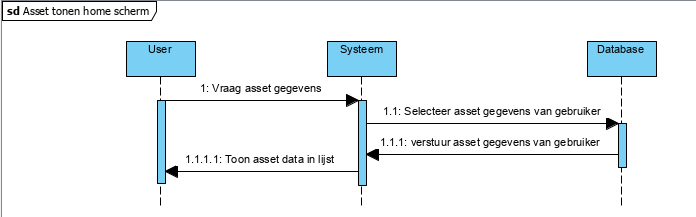 sd Asset tonen home scherm
User
Systeem
Database
1: Vraag asset gegevens
1.1: Selecteer asset gegevens van gebruiker
1.1.1: verstuur asset gegevens van gebruiker
1.1.1.1: Toon asset data in lijst